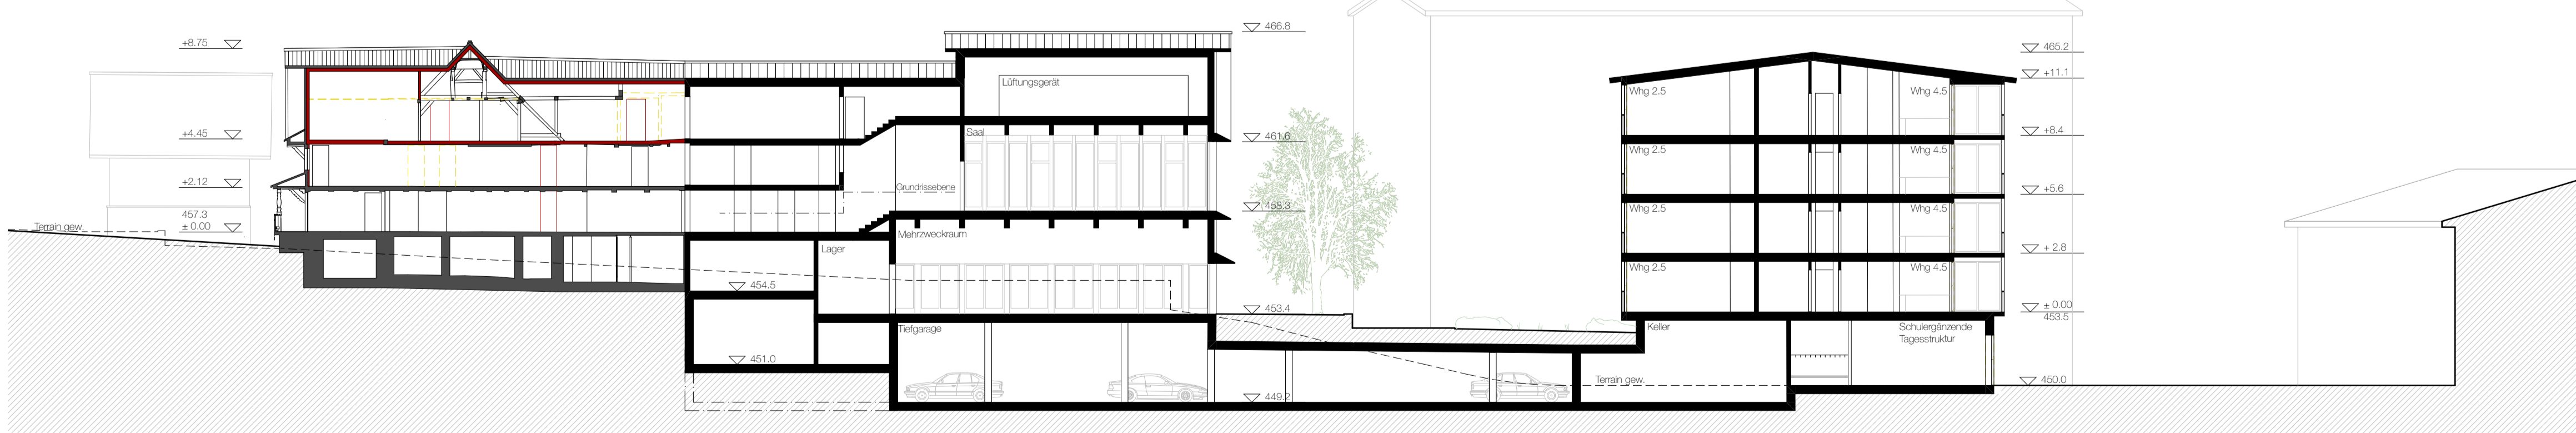 +8.75
+4.45
+2.12
457.3
± 0.00
Terrain gew.
Lüftungsgerät
Saal
Grundrissebene
Mehrzweckraum
Lager
454.5
Tiefgarage
451.0
466.8
461.6
458.3
453.4
449.2
Whg 2.5
Whg 4.5
Whg 2.5
Whg 4.5
Whg 2.5
Whg 4.5
Whg 2.5
Whg 4.5
Keller
Schulergänzende
Tagesstruktur
Terrain gew.
465.2
+11.1
+8.4
+5.6
+ 2.8
± 0.00
453.5
450.0